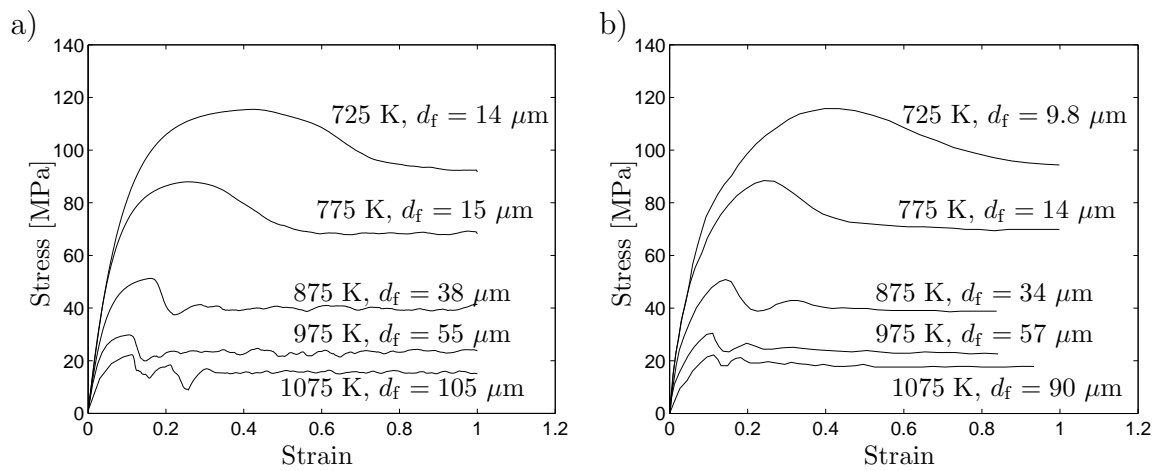 a)
140
120
100
80
60
40
20
0
Stress [MPa]
725 K, d_f = 14 μm
775 K, d_f = 15 μm
875 K, d_f = 38 μm
975 K, d_f = 55 μm
1075 K, d_f = 105 μm
0 0.2 0.4 0.6 0.8 1 1.2
Strain
b)
140
120
100
80
60
40
20
0
Stress [MPa]
725 K, d_f = 9.8 μm
775 K, d_f = 14 μm
875 K, d_f = 34 μm
975 K, d_f = 57 μm
1075 K, d_f = 90 μm
0 0.2 0.4 0.6 0.8 1 1.2
Strain